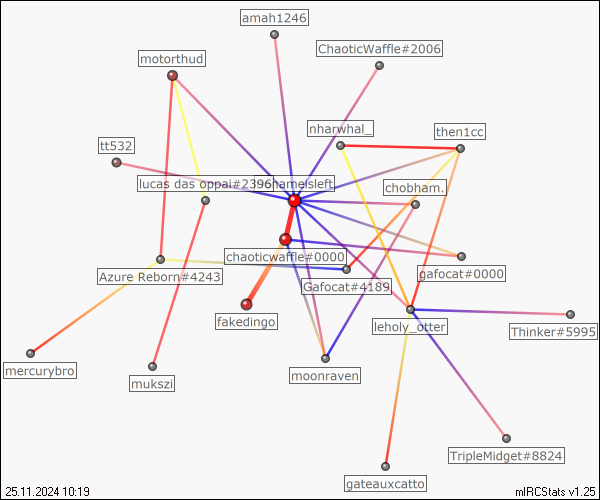 amah1246
ChaoticWaffle#2006
motorthud
nharwhal_
then1cc
tt532
lucas das oppai#2396
hamelsleft
chobham.
chaoticwaffle#0000
gafocat#0000
Azure Reborn#4243
Gafocat#4189
fakedingo
leholy_otter
Thinker#5995
mercurybro
mukszi
moonraven
TripleMidget#8824
gateauxcatto
25.11.2024 10:19
mIRCStats v1.25